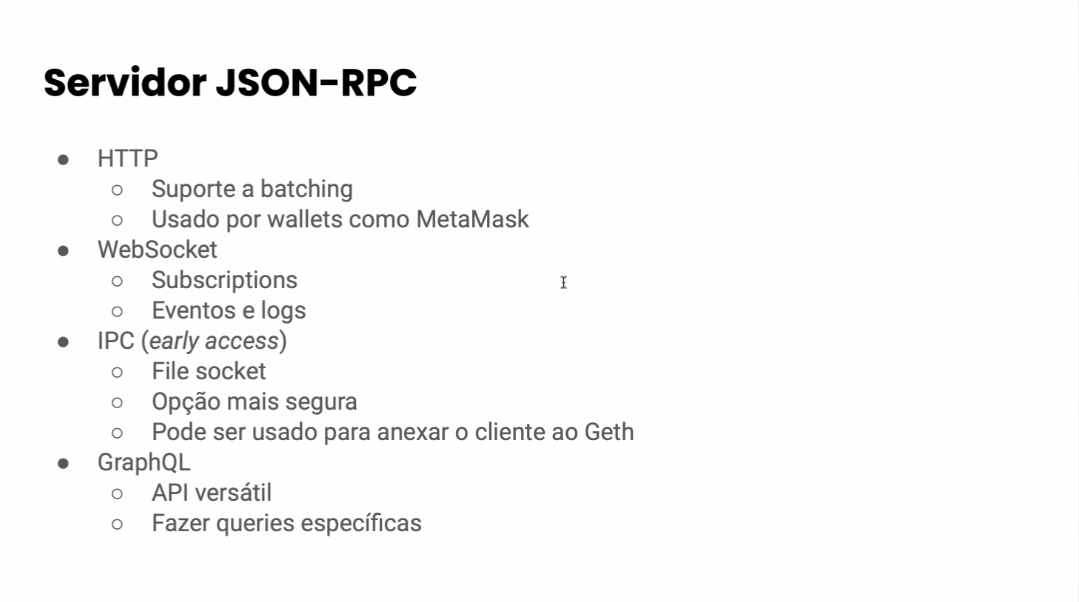 Servidor JSON-RPC
● HTTP
○ Suporte a batching
○ Usado por wallets como MetaMask
● WebSocket
○ Subscriptions
○ Eventos e logs
● IPC (early access)
○ File socket
○ Opção mais segura
○ Pode ser usado para anexar o cliente ao Geth
● GraphQL
○ API versátil
○ Fazer queries específicas